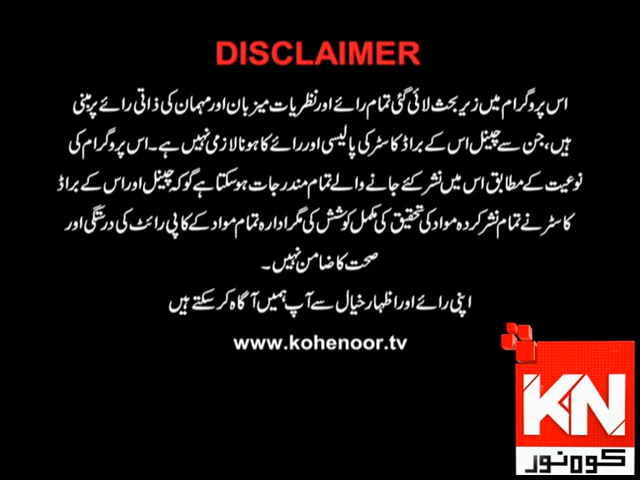 DISCLAIMER
اس پروگرام میں زیر بحث لائی گئی تمام رائے اور نظریات میزبان اور مہمان کی ذاتی رائے پر مبنی
ہیں، جن سے چینل اس کے براڈ کاسٹر کی پالیسی اور رائے کا ہونا لازمی نہیں ہے۔ اس پروگرام کی
نوعیت کے مطابق اس میں نشر کئے جانے والے تمام مندرجات ہوسکتا ہے گو کہ چینل اور اس کے براڈ
کاسٹر نے تمام نشر کردہ مواد کی تحقیق کی مکمل کوشش کی مگر ادارہ تمام مواد کے کاپی رائٹ کی درستگی اور
صحت کا ضامن نہیں۔
اپنی رائے اور اظہار خیال سے آپ ہمیں آگاہ کر سکتے ہیں
www.kohenoor.tv
KN
کوہ نور